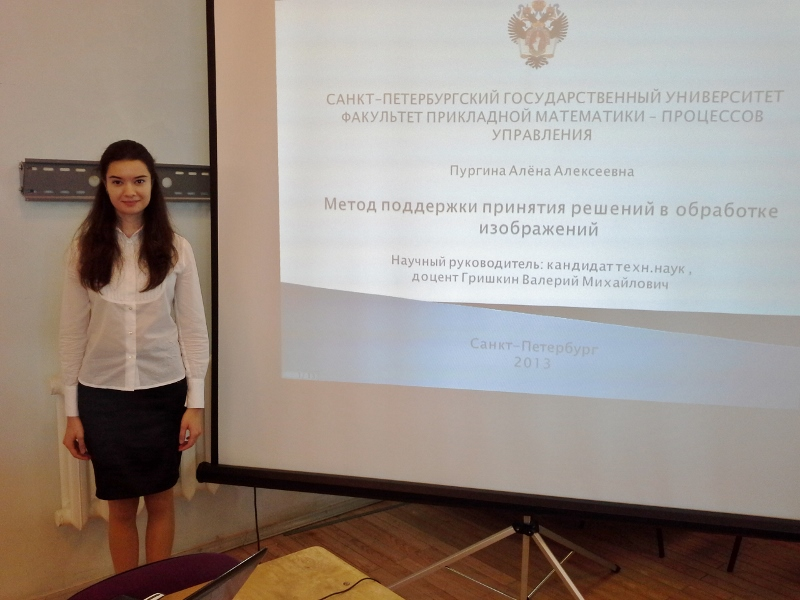 САНКТ-ПЕТЕРБУРГСКИЙ ГОСУДАРСТВЕННЫЙ УНИВЕРСИТЕТ
ФАКУЛЬТЕТ ПРИКЛАДНОЙ МАТЕМАТИКИ – ПРОЦЕССОВ
УПРАВЛЕНИЯ
Пургина Алёна Алексеевна
Метод поддержки принятия решений в обработке
изображений
Научный руководитель: кандидат техн.наук ,
доцент Гришкин Валерий Михайлович
Санкт-Петербург
2013